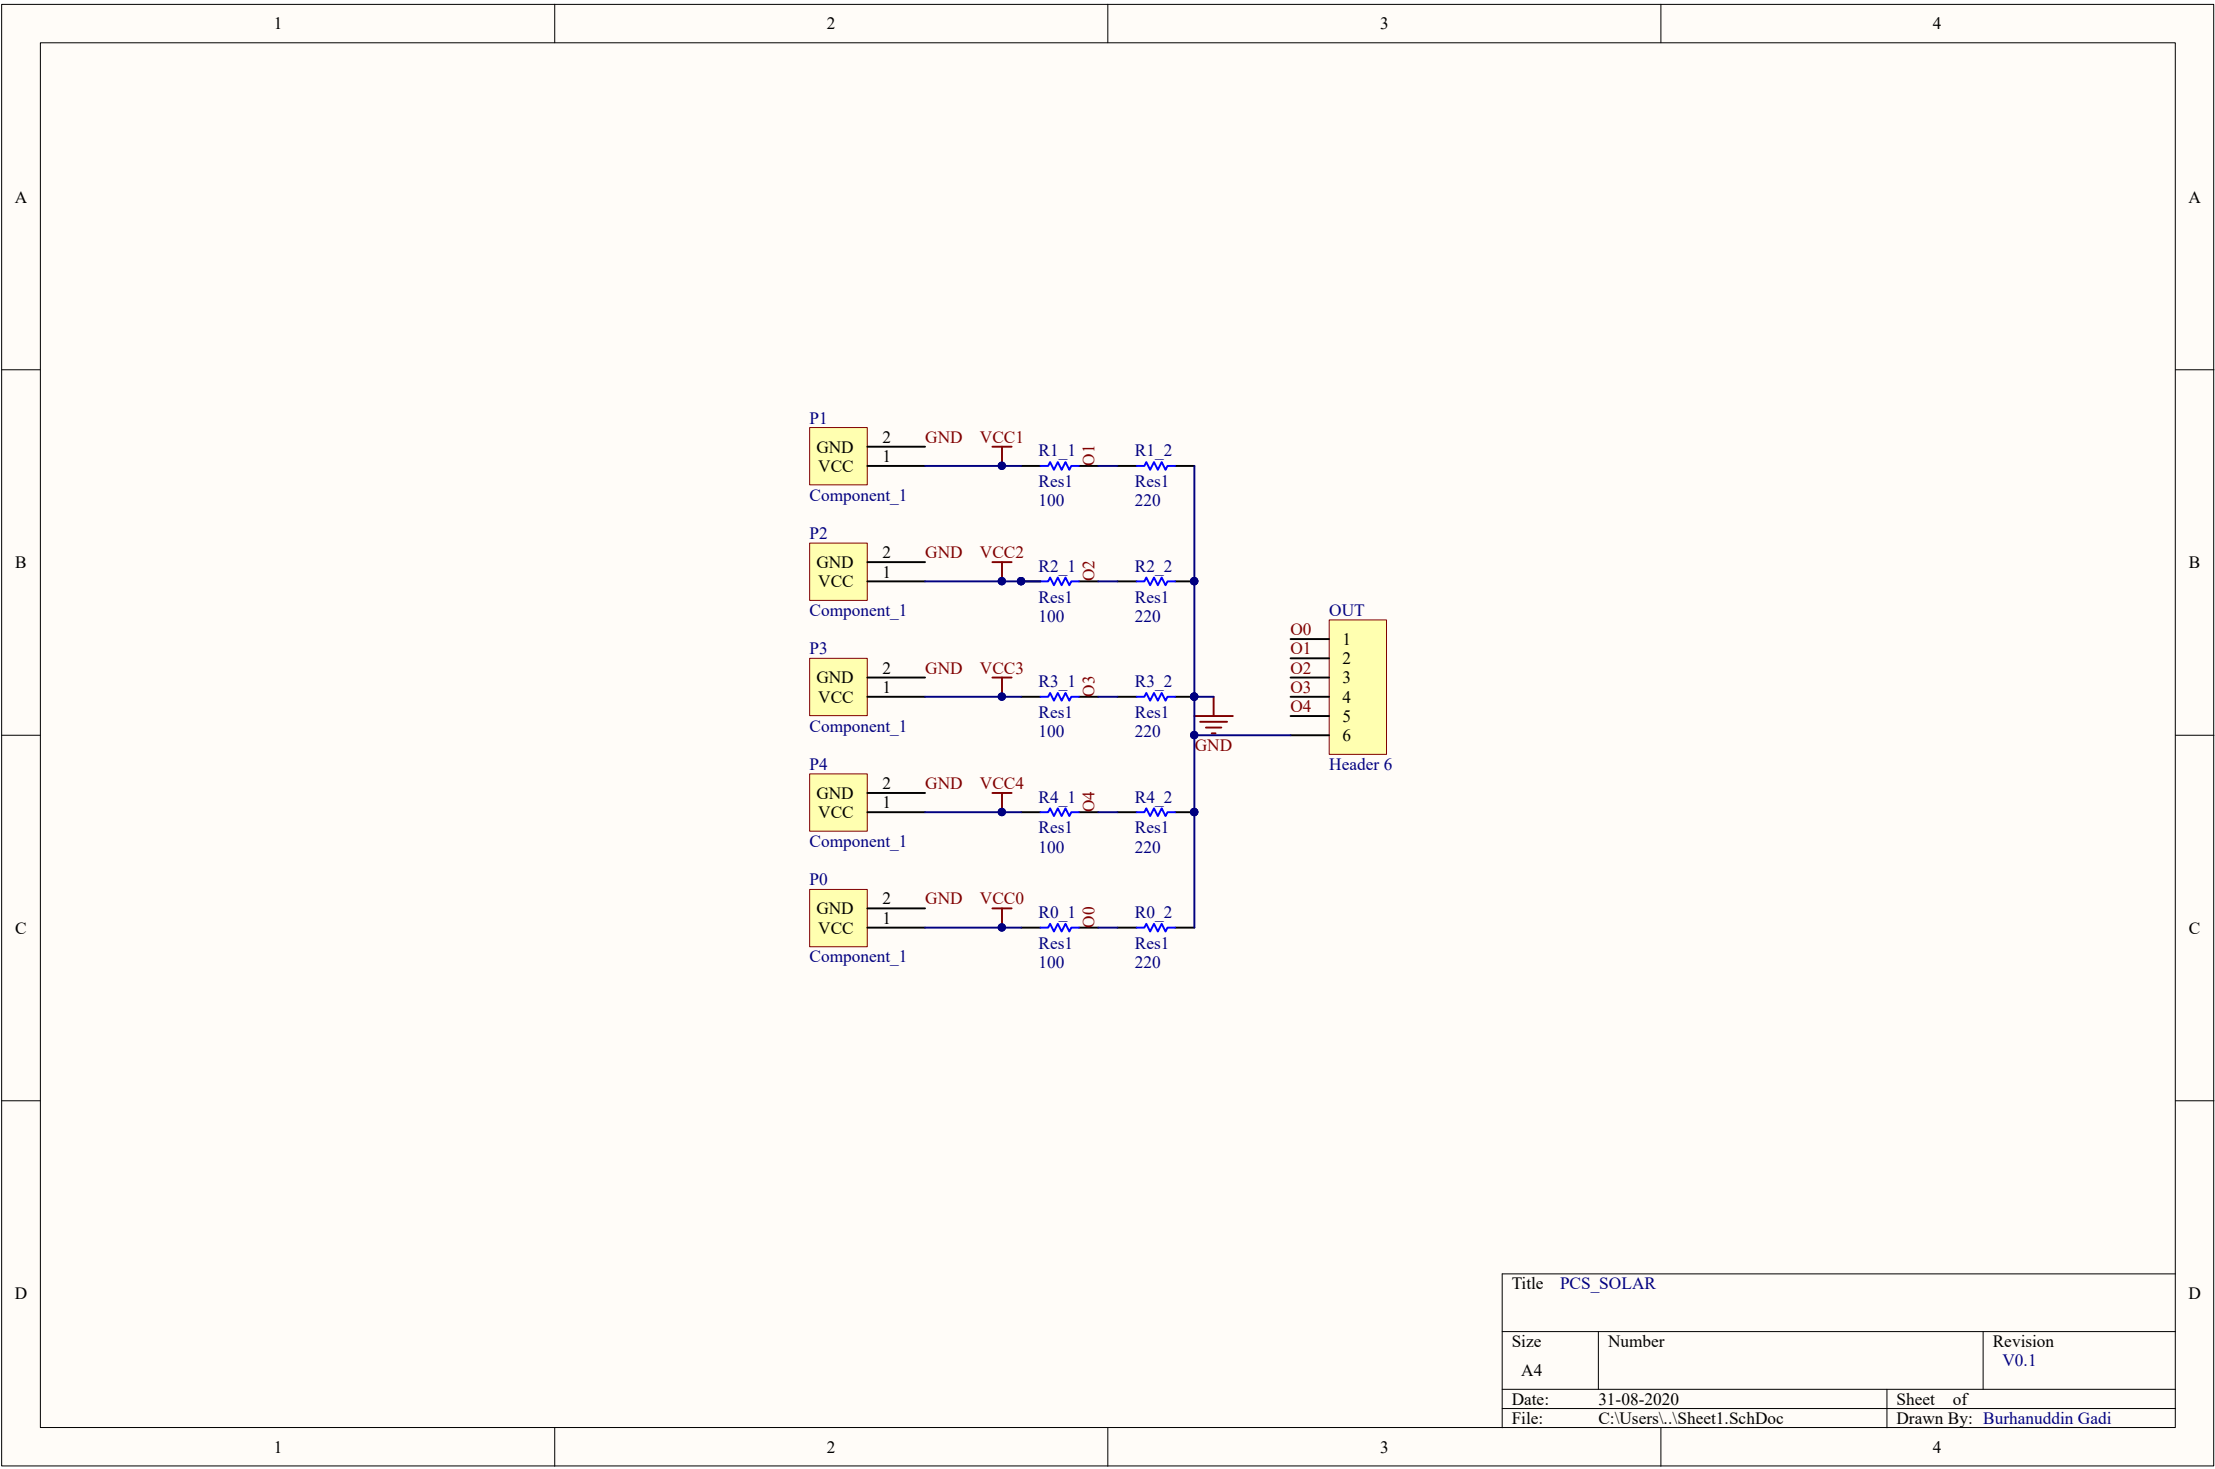 1 2 3 4
A A
P1
GND 2 GND VCC1 R1_1 O1 R1_2
VCC 1
Res1 Res1
Component_1 100 220
P2
GND 2 GND VCC2 R2_1 O2 R2_2
VCC 1
B B
Res1 Res1
Component_1 100 220
OUT
O0 1
O1 2
O2 3
O3 4
O4 5
6
Header 6
P3
GND 2 GND VCC3 R3_1 O3 R3_2
VCC 1
Res1 Res1
Component_1 100 220
GND
P4
GND 2 GND VCC4 R4_1 O4 R4_2
VCC 1
Res1 Res1
Component_1 100 220
P0
GND 2 GND VCC0 R0_1 O0 R0_2
VCC 1
C C
Res1 Res1
Component_1 100 220
D D
Title PCS_SOLAR
Size Number Revision
A4 V0.1
Date: 31-08-2020 Sheet of
File: C:\Users\..\Sheet1.SchDoc Drawn By: Burhanuddin Gadi
1 2 3 4